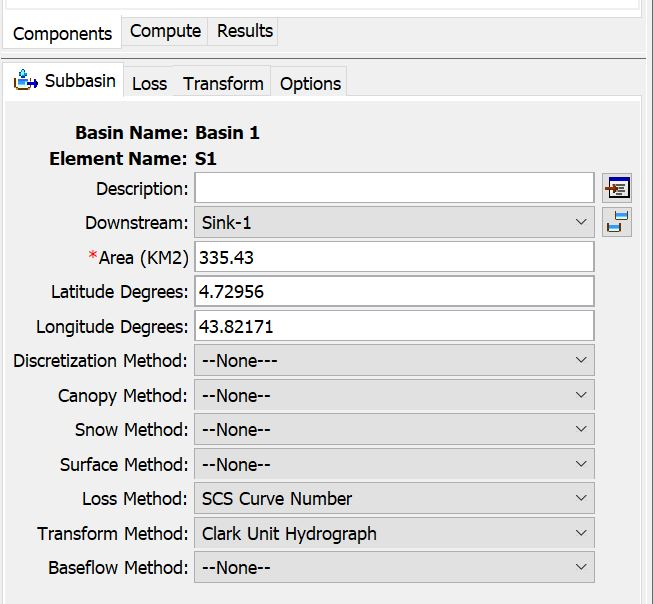 Components Compute Results
Subbasin Loss Transform Options
Basin Name: Basin 1
Element Name: S1
Description:
Downstream: Sink-1
*Area (KM2) 335.43
Latitude Degrees: 4.72956
Longitude Degrees: 43.82171
Discretization Method: --None---
Canopy Method: --None--
Snow Method: --None--
Surface Method: --None--
Loss Method: SCS Curve Number
Transform Method: Clark Unit Hydrograph
Baseflow Method: --None--